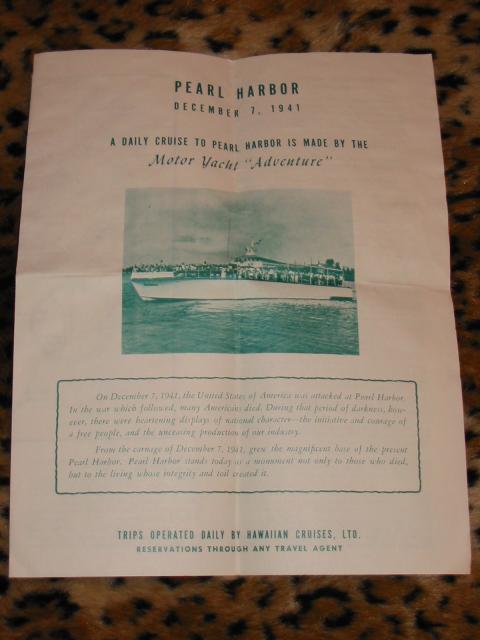 PEARL HARBOR
DECEMBER 7, 1941
A DAILY CRUISE TO PEARL HARBOR IS MADE BY THE
Motor Yacht "Adventure"
On December 7, 1941, the United States of America was attacked at Pearl Harbor.
In the war which followed, many Americans died. During that period of darkness, how-
ever, there were heartening displays of national character—the initiative and courage of
a free people, and the unceasing production of our industry.
From the carnage of December 7, 1941, grew the magnificent base of the present
Pearl Harbor. Pearl Harbor stands today as a monument not only to those who died,
but to the living whose integrity and toil created it.
TRIPS OPERATED DAILY BY HAWAIIAN CRUISES, LTD.
RESERVATIONS THROUGH ANY TRAVEL AGENT